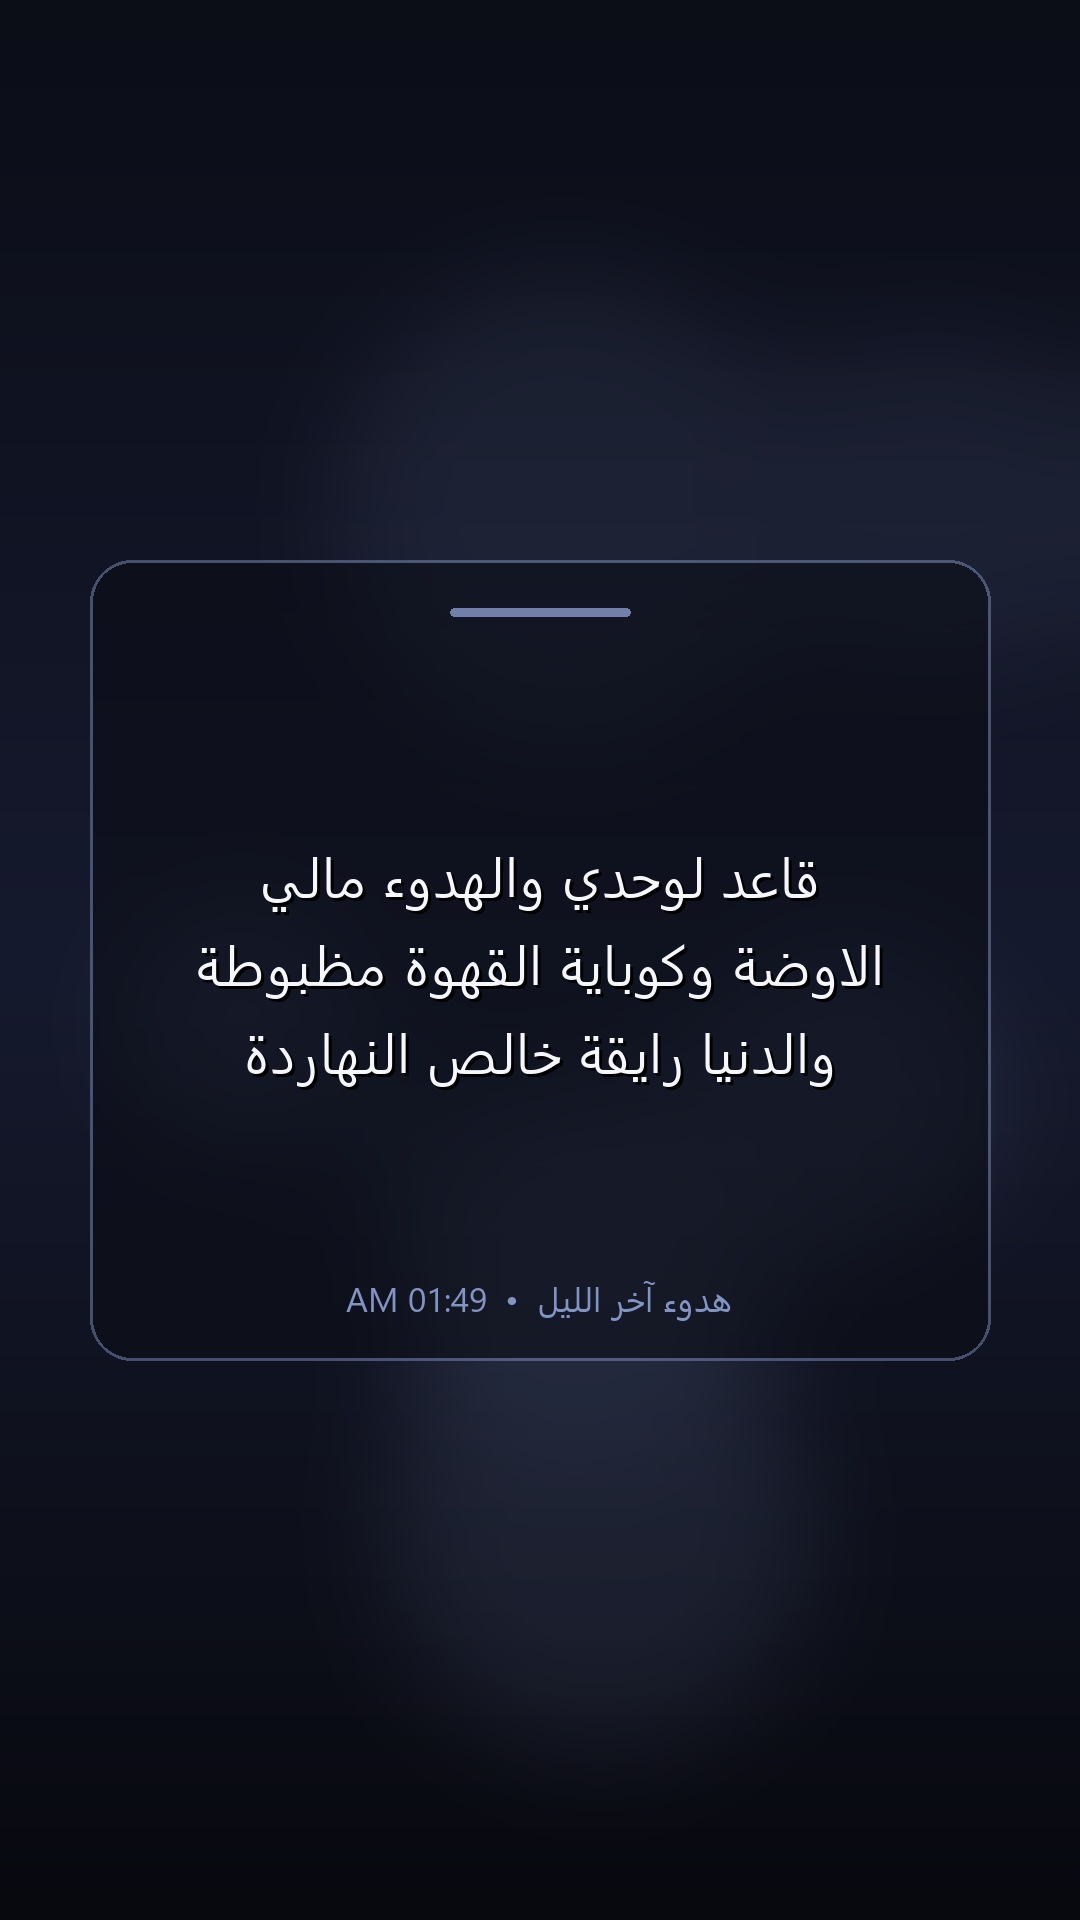 قاعد لوحدي والهدوء مالي
الاوضة وكوباية القهوة مظبوطة
والدنيا رايقة خالص النهاردة
هدوء آخر الليل • 01:49 AM